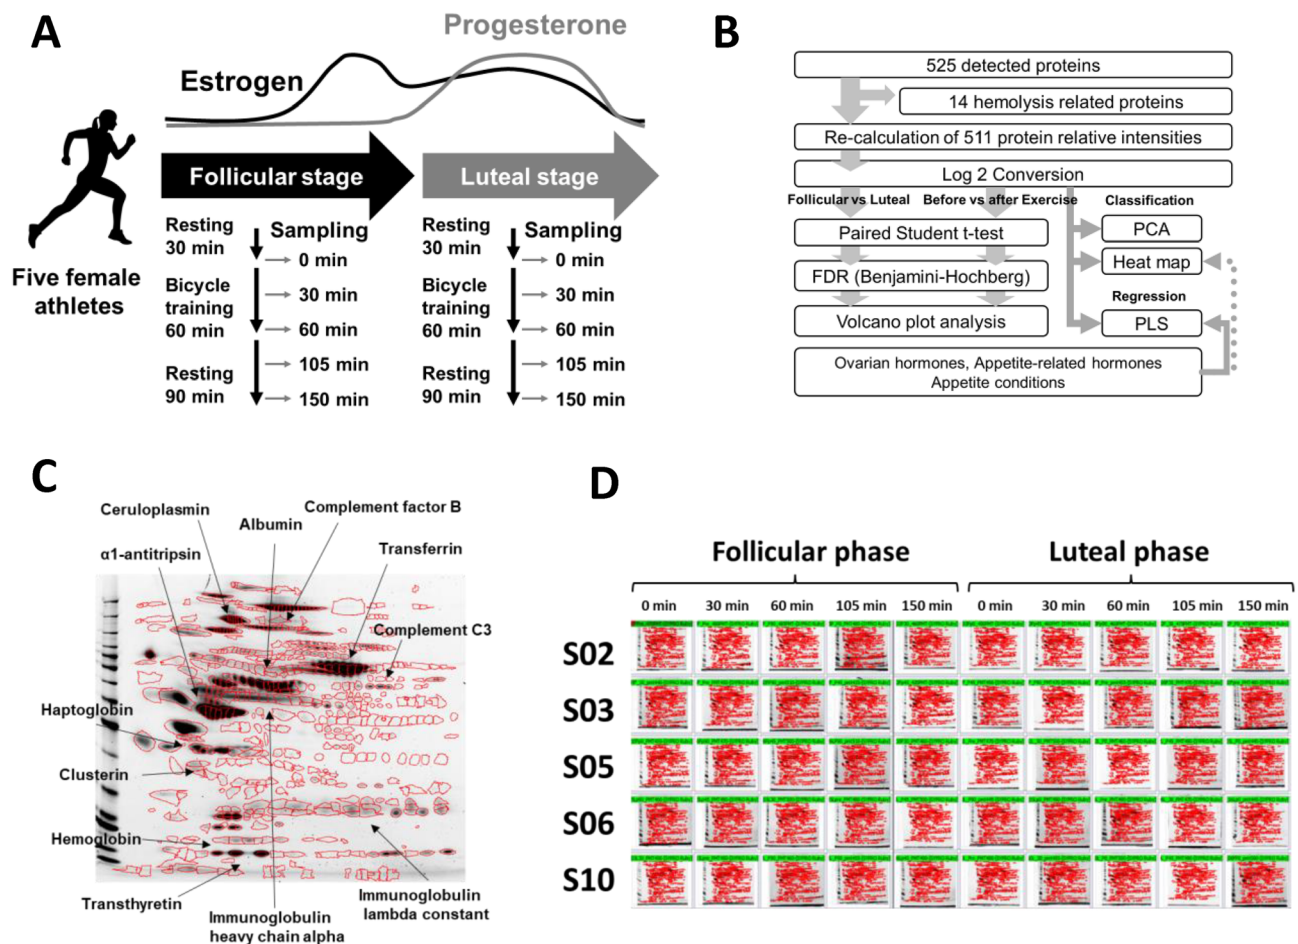 A
Progesterone
Estrogen
Follicular stage
Luteal stage
Five female
athletes
Resting
30 min
Bicycle
training
60 min
Resting
90 min
Sampling
0 min
30 min
60 min
105 min
150 min
Resting
30 min
Bicycle
training
60 min
Resting
90 min
Sampling
0 min
30 min
60 min
105 min
150 min
B
525 detected proteins
14 hemolysis related proteins
Re-calculation of 511 protein relative intensities
Log 2 Conversion
Follicular vs Luteal
Before vs after Exercise
Classification
Paired Student t-test
PCA
FDR (Benjamini-Hochberg)
Heat map
Regression
Volcano plot analysis
PLS
Ovarian hormones, Appetite-related hormones
Appetite conditions
C
Ceruloplasmin
Complement factor B
Albumin
α1-antitripsin
Transferrin
Complement C3
Haptoglobin
Clusterin
Hemoglobin
Transthyretin
Immunoglobulin
heavy chain alpha
Immunoglobulin
lambda constant
D
Follicular phase
Luteal phase
0 min 30 min 60 min 105 min 150 min 0 min 30 min 60 min 105 min 150 min
S02
S03
S05
S06
S10